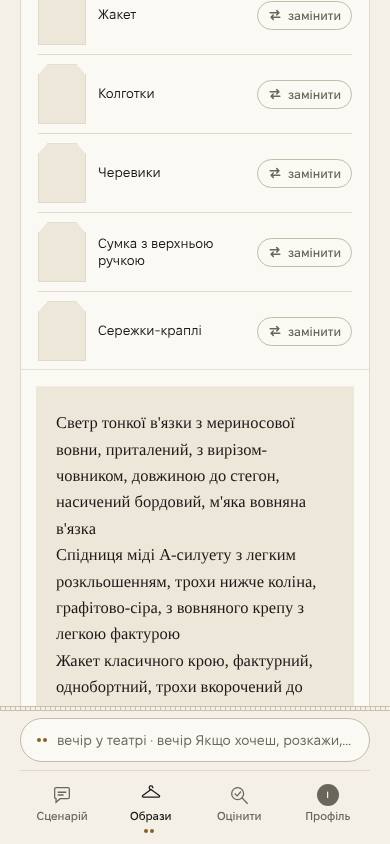 Жакет
замінити
Колготки
замінити
Черевики
замінити
Сумка з верхньою
ручкою
замінити
Сережки-краплі
замінити
Светр тонкої в'язки з мериносової
вовни, приталений, з вирізом-
човником, довжиною до стегон,
насичений бордовий, м'яка вовняна
в'язка
Спідниця міді А-силуету з легким
розкльошенням, трохи нижче коліна,
графітово-сіра, з вовняного крепу з
легкою фактурою
Жакет класичного крою, фактурний,
однобортний, трохи вкорочений до
вечір у театрі · вечір Якщо хочеш, розкажи,...
Сценарій
Образи
Оцінити
І
Профіль